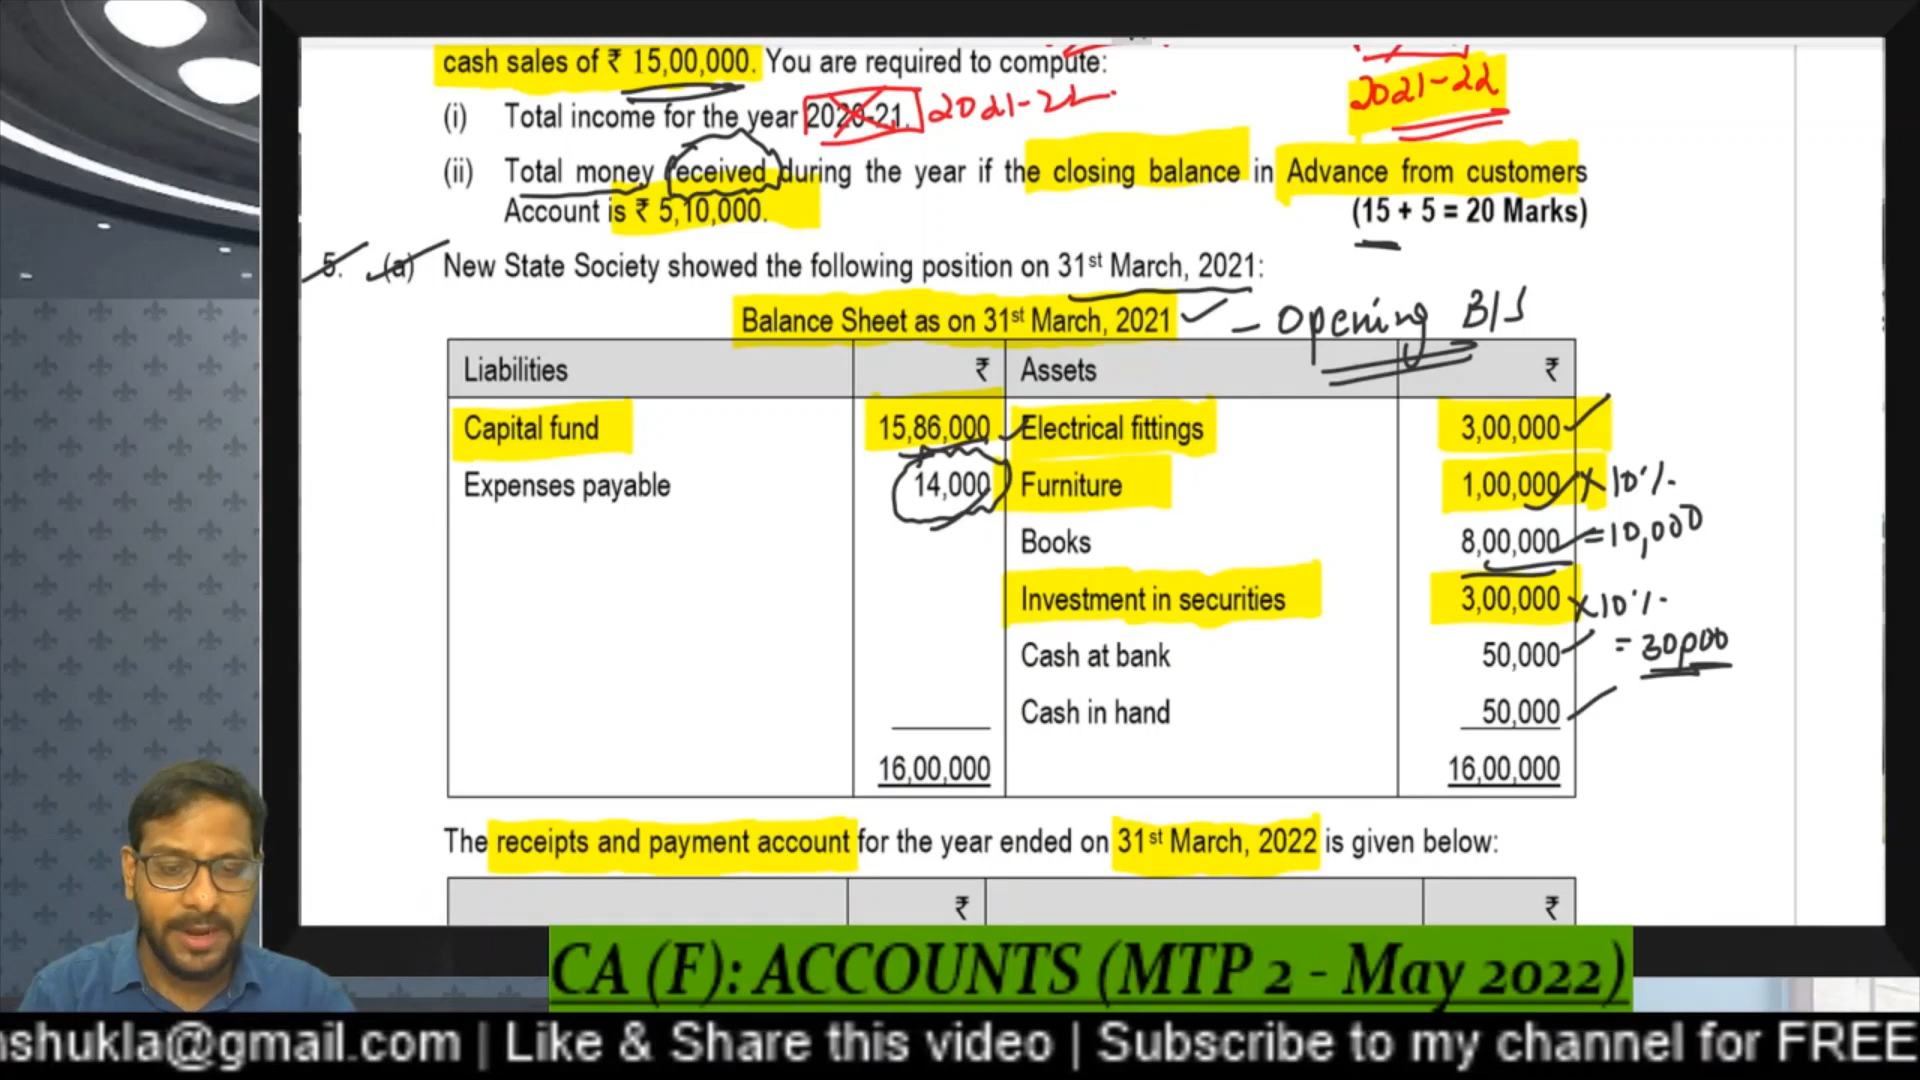 cash sales of ₹ 15,00,000. You are required to compute:
(i) Total income for the year 2020-21. 2021-22
2021-22
(ii) Total money received during the year if the closing balance in Advance from customers
Account is ₹ 5,10,000. (15 + 5 = 20 Marks)
5. (a) New State Society showed the following position on 31st March, 2021:
Balance Sheet as on 31st March, 2021 - Opening B/S
Liabilities ₹ Assets ₹
Capital fund 15,86,000 Electrical fittings 3,00,000
Expenses payable 14,000 Furniture 1,00,000 x 10%
Books 8,00,000 = 10,000
Investment in securities 3,00,000 x 10%
Cash at bank 50,000 = 30000
Cash in hand 50,000
16,00,000 16,00,000
The receipts and payment account for the year ended on 31st March, 2022 is given below:
₹ ₹
CA (F): ACCOUNTS (MTP 2 - May 2022)
nshukla@gmail.com | Like & Share this video | Subscribe to my channel for FREE